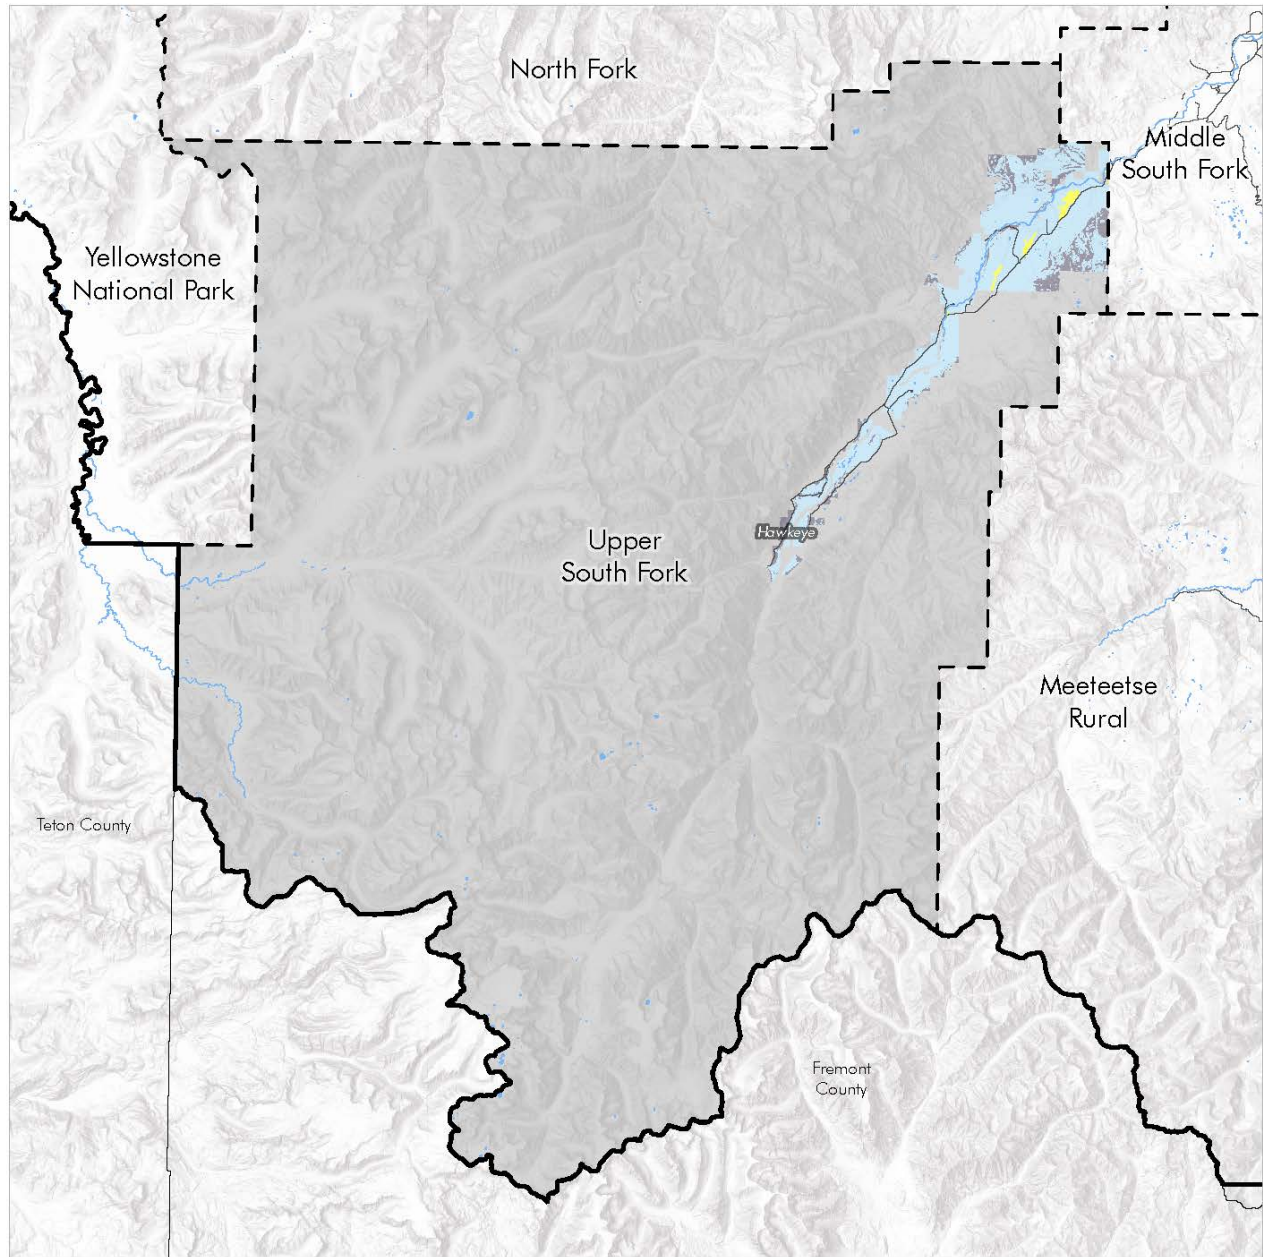 North Fork
Middle
South Fork
Yellowstone
National Park
Hawkeye
Upper
South Fork
Meeteetse
Rural
Teton County
Fremont
County